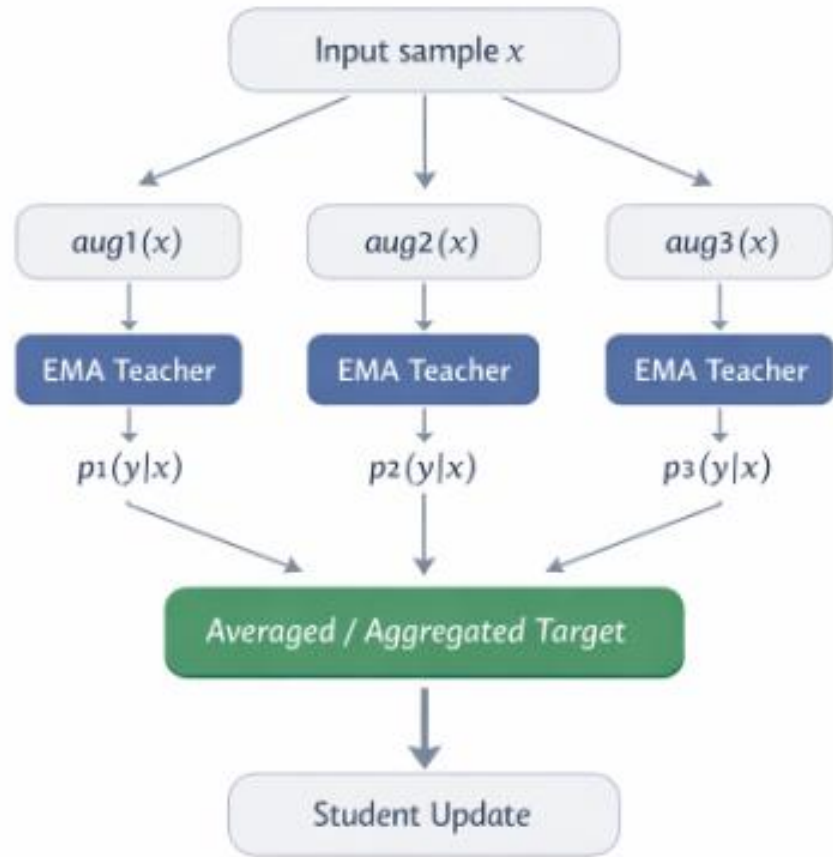 Input sample x
aug1(x)
aug2(x)
aug3(x)
EMA Teacher
EMA Teacher
EMA Teacher
p1(y|x)
p2(y|x)
p3(y|x)
Averaged / Aggregated Target
Student Update